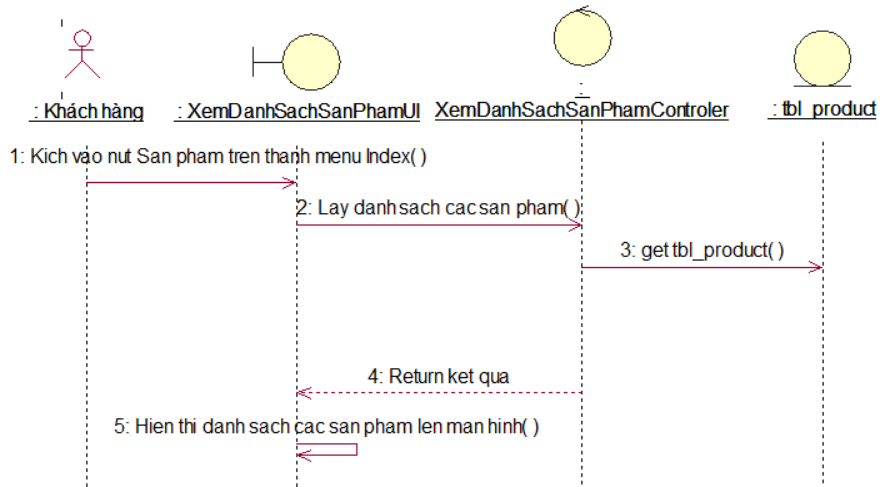 : Khách hàng
: XemDanhSachSanPhamUI
:
XemDanhSachSanPhamControler
: tbl_product
1: Kich vào nut San pham tren thanh menu Index( )
2: Lay danh sach cac san pham( )
3: get tbl_product( )
4: Return ket qua
5: Hien thi danh sach cac san pham len man hinh( )